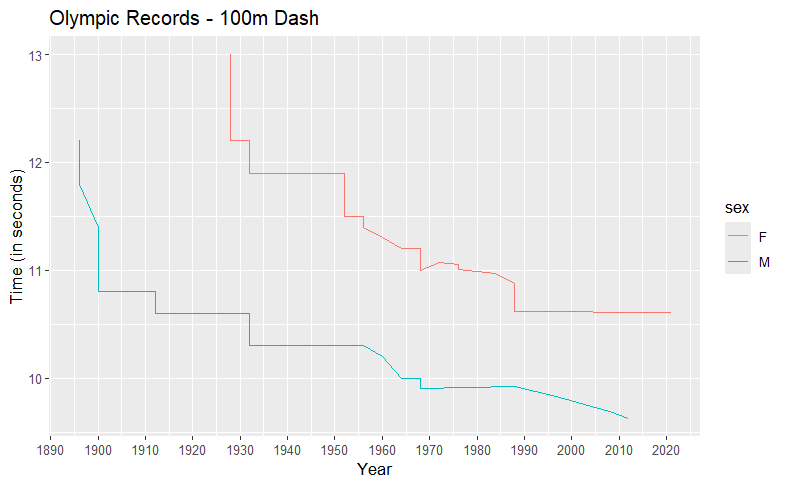 Olympic Records - 100m Dash
13
12
11
10
Time (in seconds)
1890 1900 1910 1920 1930 1940 1950 1960 1970 1980 1990 2000 2010 2020
Year
sex
F
M